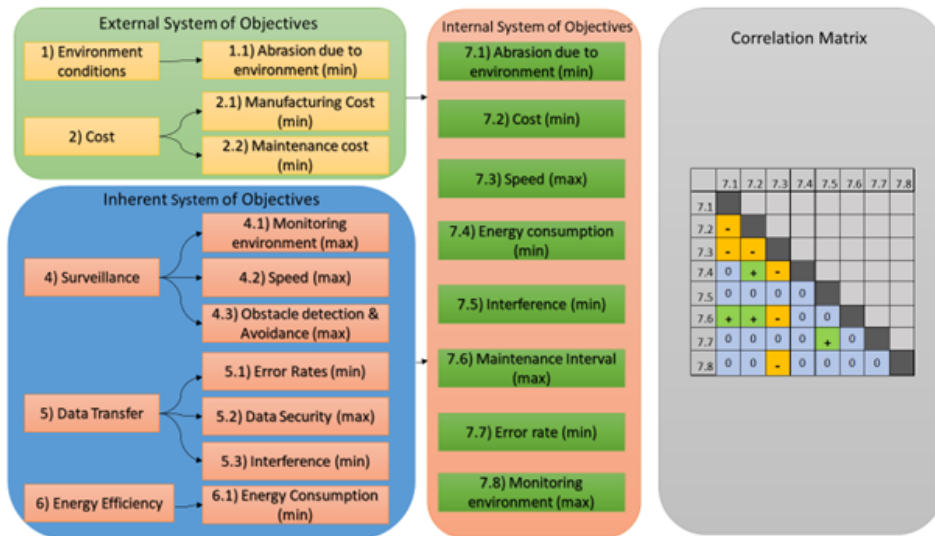 External System of Objectives
1) Environment
conditions
1.1) Abrasion due to
environment (min)
2) Cost
2.1) Manufacturing Cost
(min)
2.2) Maintenance cost
(min)
Inherent System of Objectives
4) Surveillance
4.1) Monitoring
environment (max)
4.2) Speed (max)
4.3) Obstacle detection &
Avoidance (max)
5) Data Transfer
5.1) Error Rates (min)
5.2) Data Security (max)
5.3) Interference (min)
6) Energy Efficiency
6.1) Energy Consumption
(min)
Internal System of Objectives
7.1) Abrasion due to
environment (min)
7.2) Cost (min)
7.3) Speed (max)
7.4) Energy consumption
(min)
7.5) Interference (min)
7.6) Maintenance Interval
(max)
7.7) Error rate (min)
7.8) Monitoring
environment (max)
Correlation Matrix
7.1 7.2 7.3 7.4 7.5 7.6 7.7 7.8
7.1
7.2 -
7.3 - -
7.4 0 + -
7.5 0 0 0 0
7.6 + + - 0 0
7.7 0 0 0 0 + 0
7.8 0 0 - 0 0 0 0